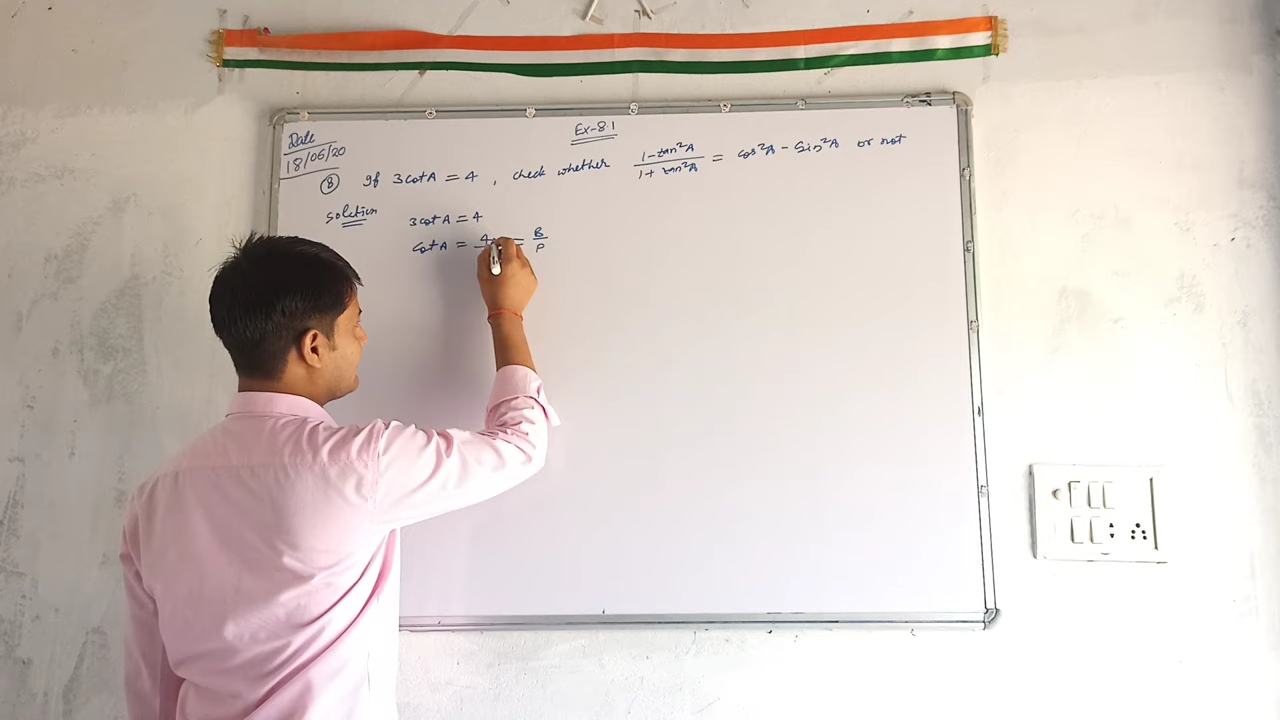 Date
18/06/20
Ex-8.1
⑧ If 3cotA = 4 , check whether (1-tan²A)/(1+tan²A) = cos²A - Sin²A or not
Solution
3cotA = 4
cotA = 4 = B/P